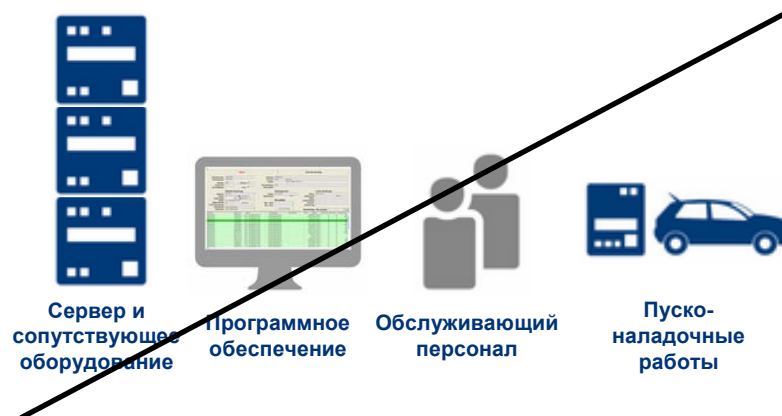 Сервер и
сопутствующее
оборудование
Программное
обеспечение
Обслуживающий
персонал
Пуско-
наладочные
работы